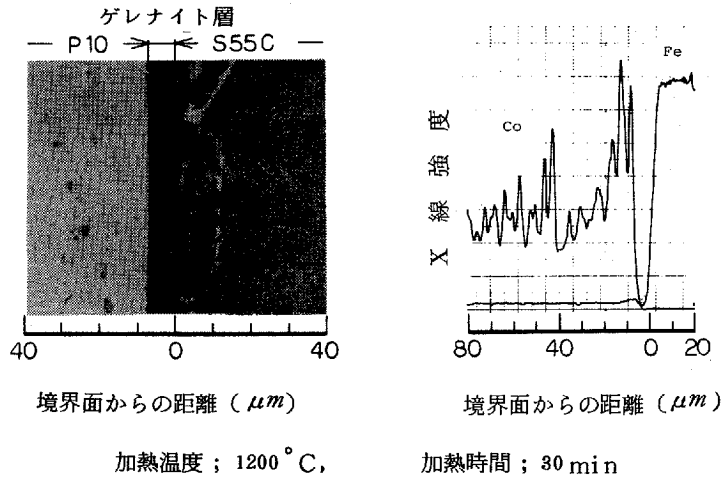 ゲレナイト層
P10 S55C
40 0 40
境界面からの距離 ( μm)
X 線 強 度
Co
Fe
80 40 0 20
境界面からの距離 ( μm)
加熱温度 ; 1200°C, 加熱時間 ; 30min